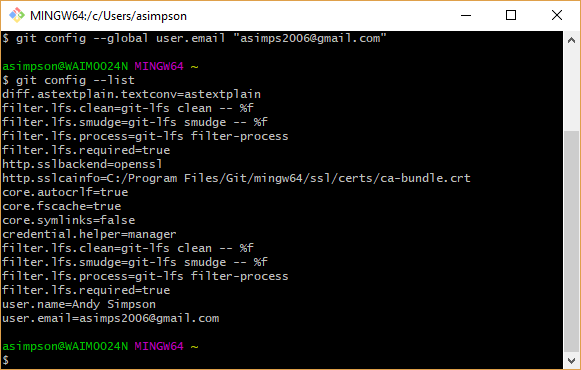 MINGW64:/c/Users/asimpson
$ git config --global user.email "asimps2006@gmail.com"
asimpson@WAIMOO24N MINGW64 ~
$ git config --list
diff.astextplain.textconv=astextplain
filter.lfs.clean=git-lfs clean -- %f
filter.lfs.smudge=git-lfs smudge -- %f
filter.lfs.process=git-lfs filter-process
filter.lfs.required=true
http.sslbackend=openssl
http.sslcainfo=C:/Program Files/Git/mingw64/ssl/certs/ca-bundle.crt
core.autocrlf=true
core.fscache=true
core.symlinks=false
credential.helper=manager
filter.lfs.clean=git-lfs clean -- %f
filter.lfs.smudge=git-lfs smudge -- %f
filter.lfs.process=git-lfs filter-process
filter.lfs.required=true
user.name=Andy Simpson
user.email=asimps2006@gmail.com
asimpson@WAIMOO24N MINGW64 ~
$